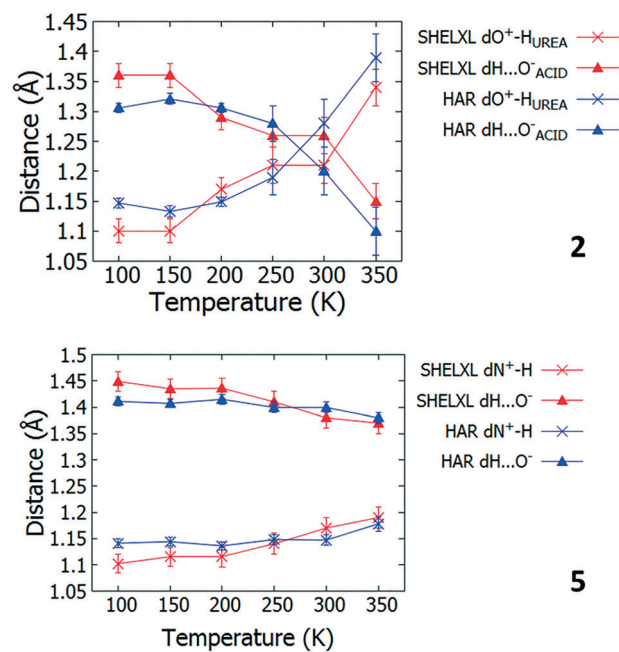 1.45
1.4
1.35
1.3
1.25
1.2
1.15
1.1
1.05
Distance (Å)
100 150 200 250 300 350
Temperature (K)
SHELXL dO⁺-H_UREA
SHELXL dH...O⁻_ACID
HAR dO⁺-H_UREA
HAR dH...O⁻_ACID
2
1.5
1.45
1.4
1.35
1.3
1.25
1.2
1.15
1.1
1.05
Distance (Å)
100 150 200 250 300 350
Temperature (K)
SHELXL dN⁺-H
SHELXL dH...O⁻
HAR dN⁺-H
HAR dH...O⁻
5